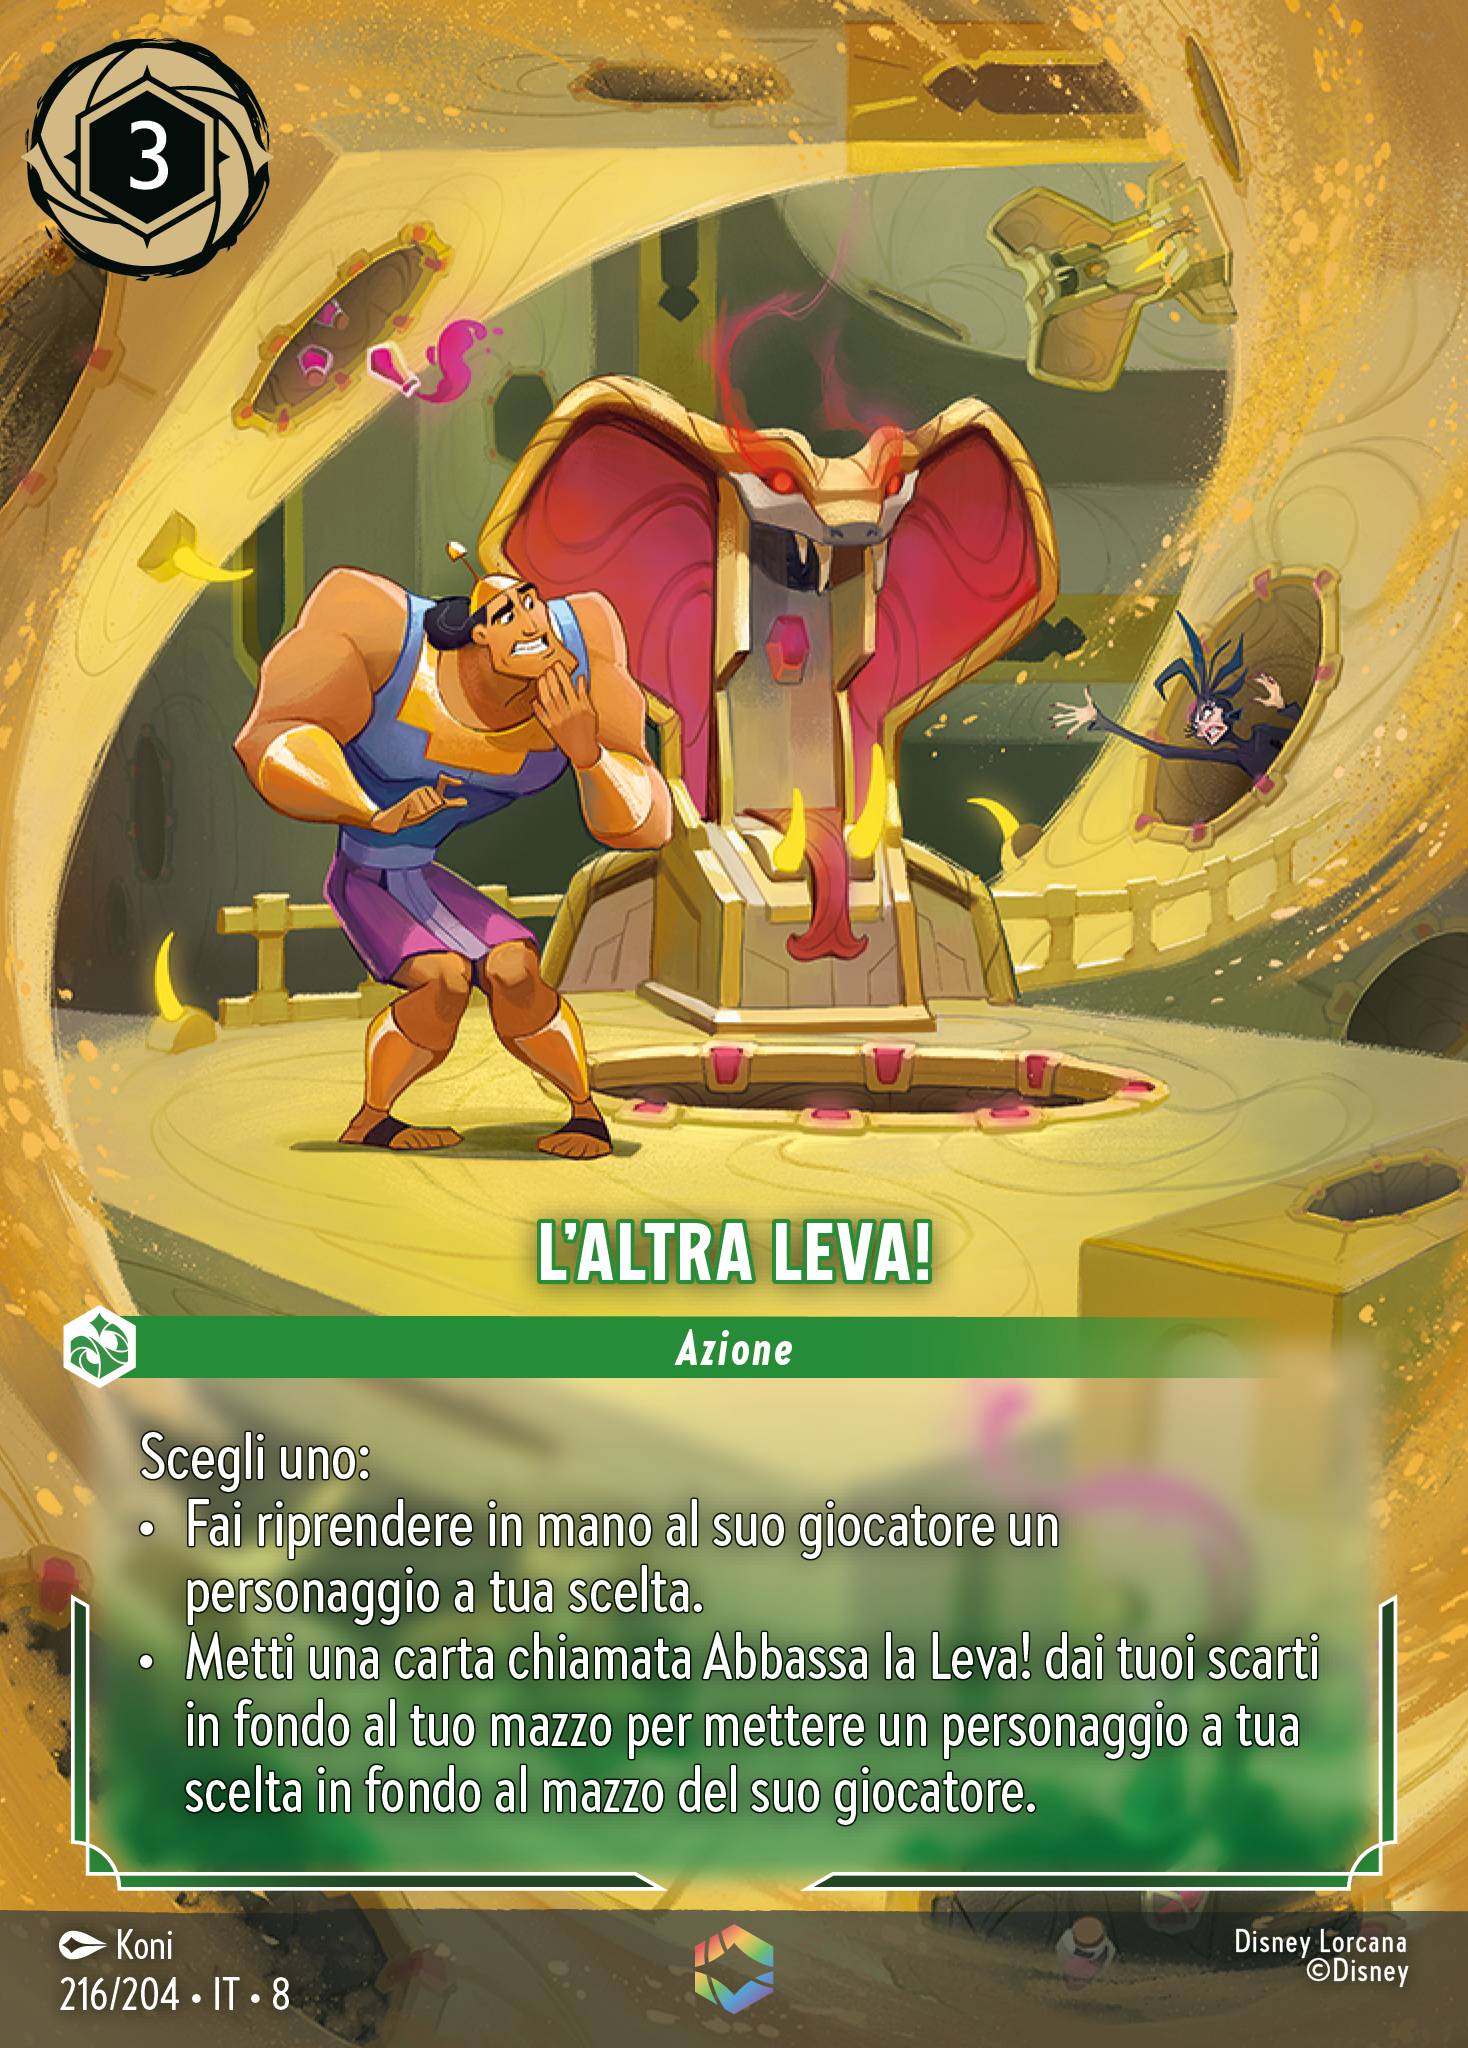 3
L'ALTRA LEVA!
Azione
Scegli uno:
• Fai riprendere in mano al suo giocatore un
personaggio a tua scelta.
• Metti una carta chiamata Abbassa la Leva! dai tuoi scarti
in fondo al tuo mazzo per mettere un personaggio a tua
scelta in fondo al mazzo del suo giocatore.
Koni
216/204 • IT • 8
Disney Lorcana
©Disney